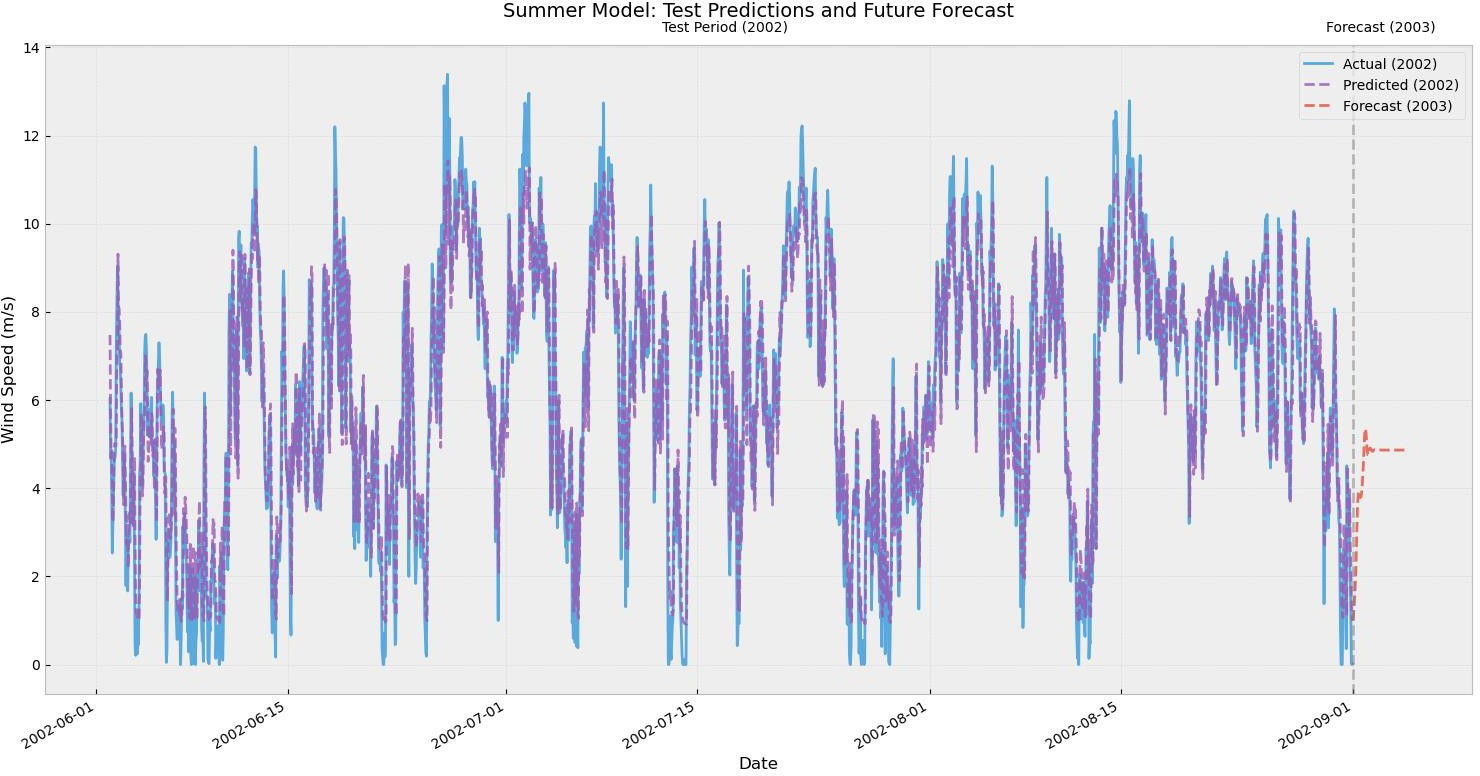 Summer Model: Test Predictions and Future Forecast
Test Period (2002)
Forecast (2003)
Actual (2002)
Predicted (2002)
Forecast (2003)
Wind Speed (m/s)
14
12
10
8
6
4
2
0
2002-06-01
2002-06-15
2002-07-01
2002-07-15
2002-08-01
2002-08-15
2002-09-01
Date